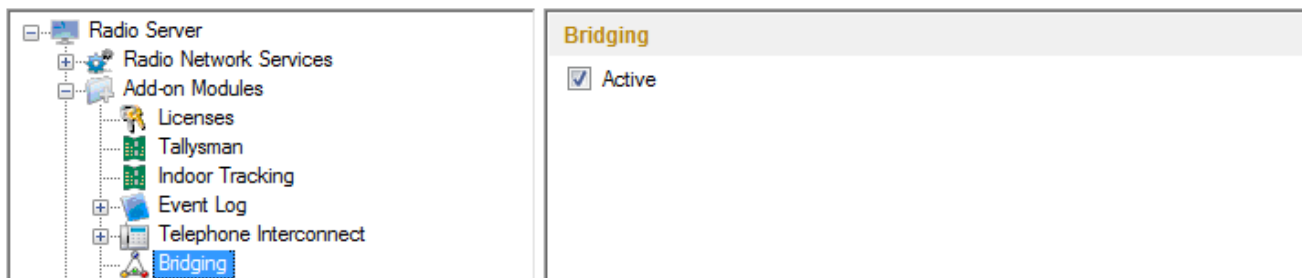 Radio Server
Radio Network Services
Add-on Modules
Licenses
Tallysman
Indoor Tracking
Event Log
Telephone Interconnect
Bridging
Bridging
Active